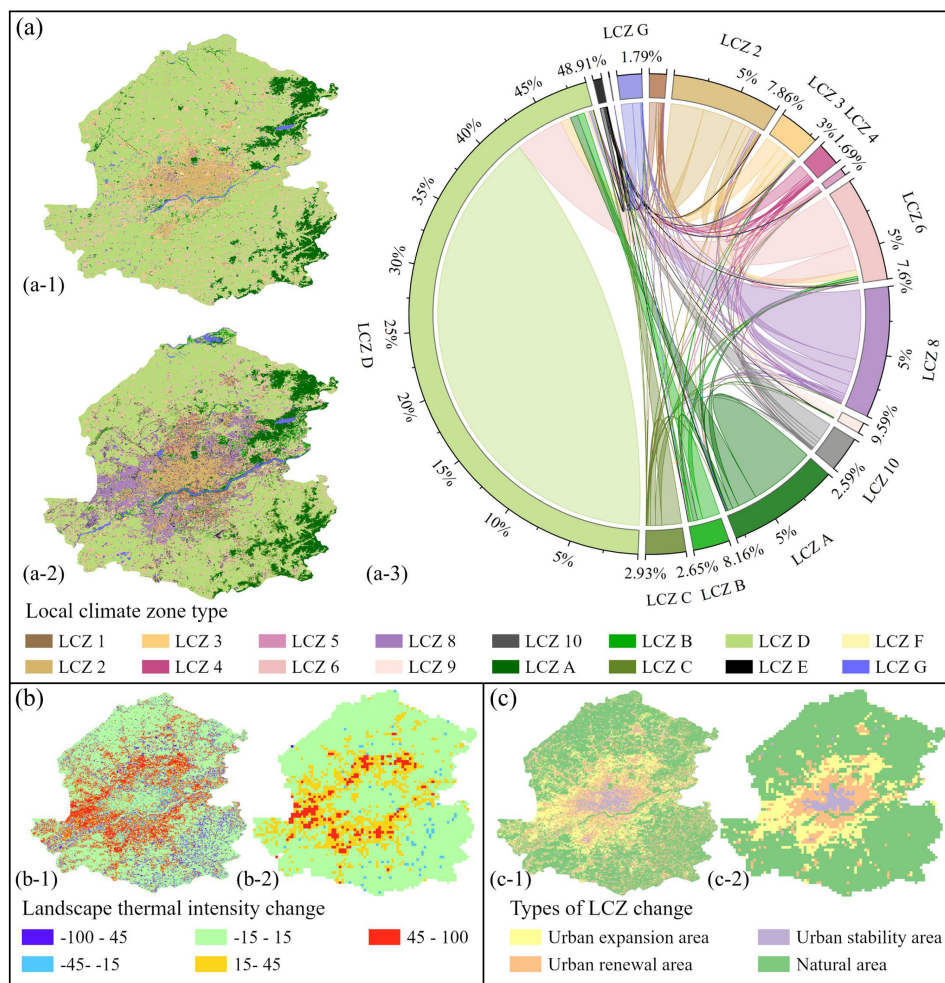 (a)
(a-1)
(a-2)
(a-3)
LCZ G
1.79%
LCZ 2
5%
7.86%
LCZ 3
3%
LCZ 4
1.69%
LCZ 6
5%
7.6%
LCZ 8
5%
9.59%
LCZ 10
2.59%
LCZ A
5%
8.16%
LCZ B
2.65%
LCZ C
2.93%
LCZ D
5%
10%
15%
20%
25%
30%
35%
40%
45%
48.91%
Local climate zone type
LCZ 1 LCZ 3 LCZ 5 LCZ 8 LCZ 10 LCZ B LCZ D LCZ F
LCZ 2 LCZ 4 LCZ 6 LCZ 9 LCZ A LCZ C LCZ E LCZ G
(b)
(b-1) (b-2)
Landscape thermal intensity change
-100 - 45 -15 - 15 45 - 100
-45- -15 15- 45
(c)
(c-1) (c-2)
Types of LCZ change
Urban expansion area Urban stability area
Urban renewal area Natural area